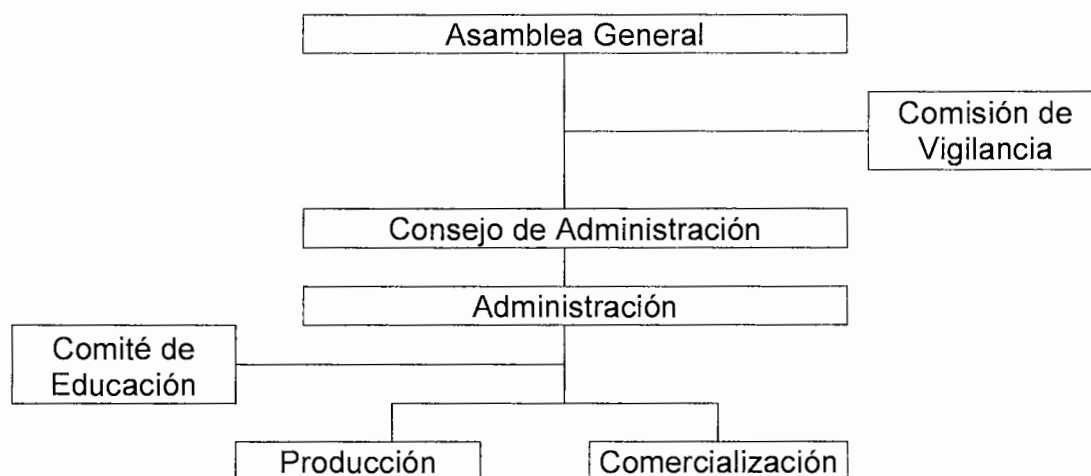 Asamblea General
Comisión de
Vigilancia
Consejo de Administración
Administración
Comité de
Educación
Producción
Comercialización